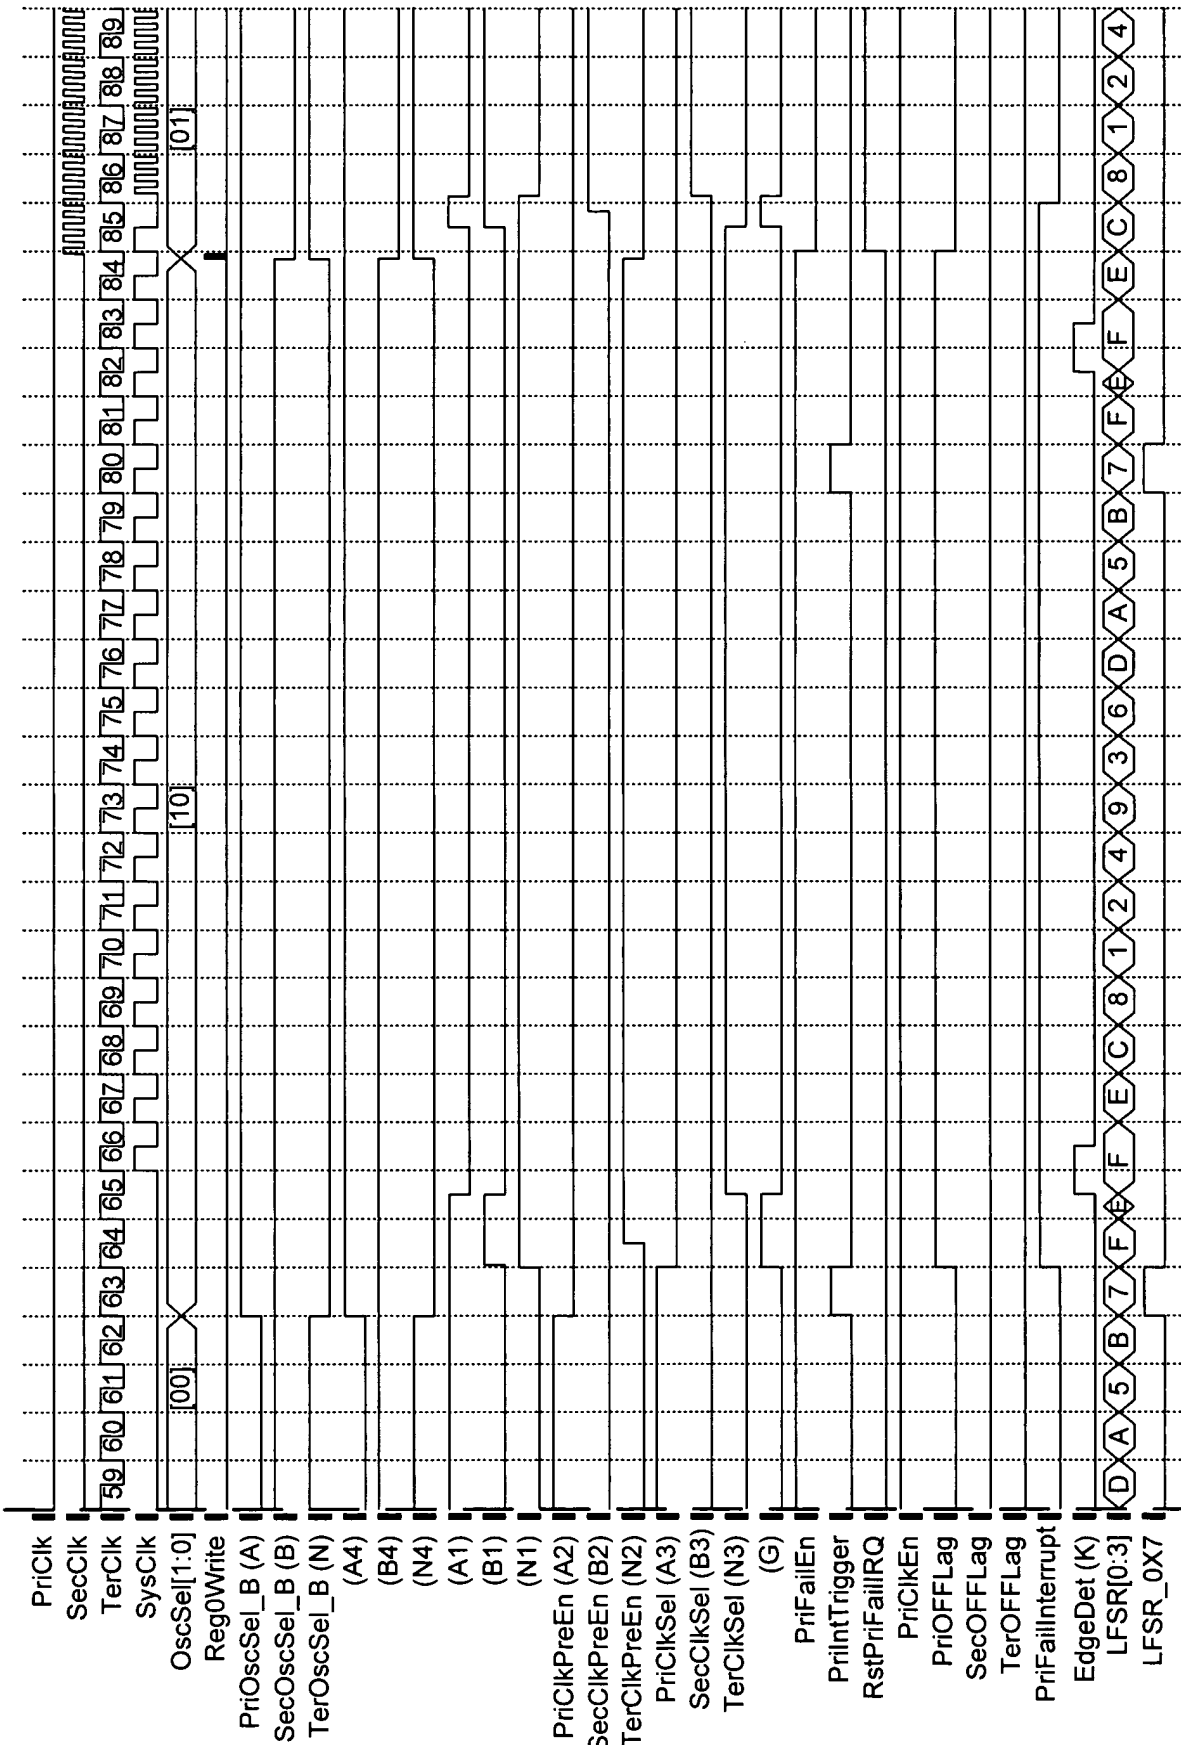 PriClk
SecClk
TerClk 59 60 61 62 63 64 65 66 67 68 69 70 71 72 73 74 75 76 77 78 79 80 81 82 83 84 85 86 87 88 89
SysClk
OscSel[1:0] [00] [10] [01]
Reg0Write
PriOscSel_B (A)
SecOscSel_B (B)
TerOscSel_B (N)
(A4)
(B4)
(N4)
(A1)
(B1)
(N1)
PriClkPreEn (A2)
SecClkPreEn (B2)
TerClkPreEn (N2)
PriClkSel (A3)
SecClkSel (B3)
TerClkSel (N3)
(G)
PriFailEn
PriIntTrigger
RstPriFailIRQ
PriClkEn
PriOFFLag
SecOFFLag
TerOFFLag
PriFailInterrupt
EdgeDet (K)
LFSR[0:3] D A 5 B 7 F E F E C 8 1 2 4 9 3 6 D A 5 B 7 F E F E C 8 1 2 4
LFSR_0X7